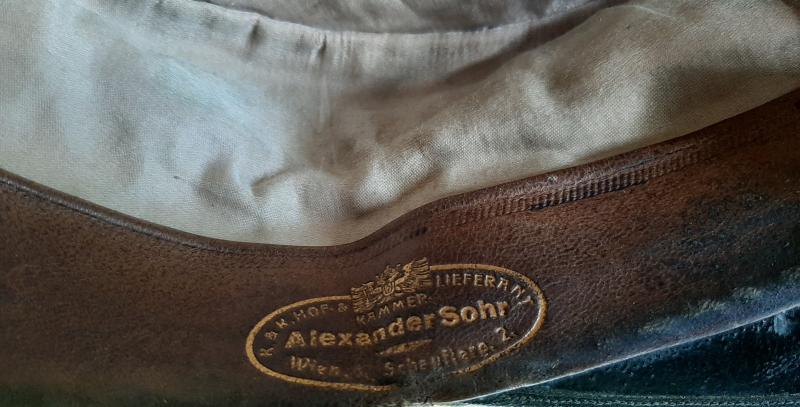 K. & K. HOF- & KAMMER-LIEFERANT
Alexander Sohr
Wien, Schauflerg. 2